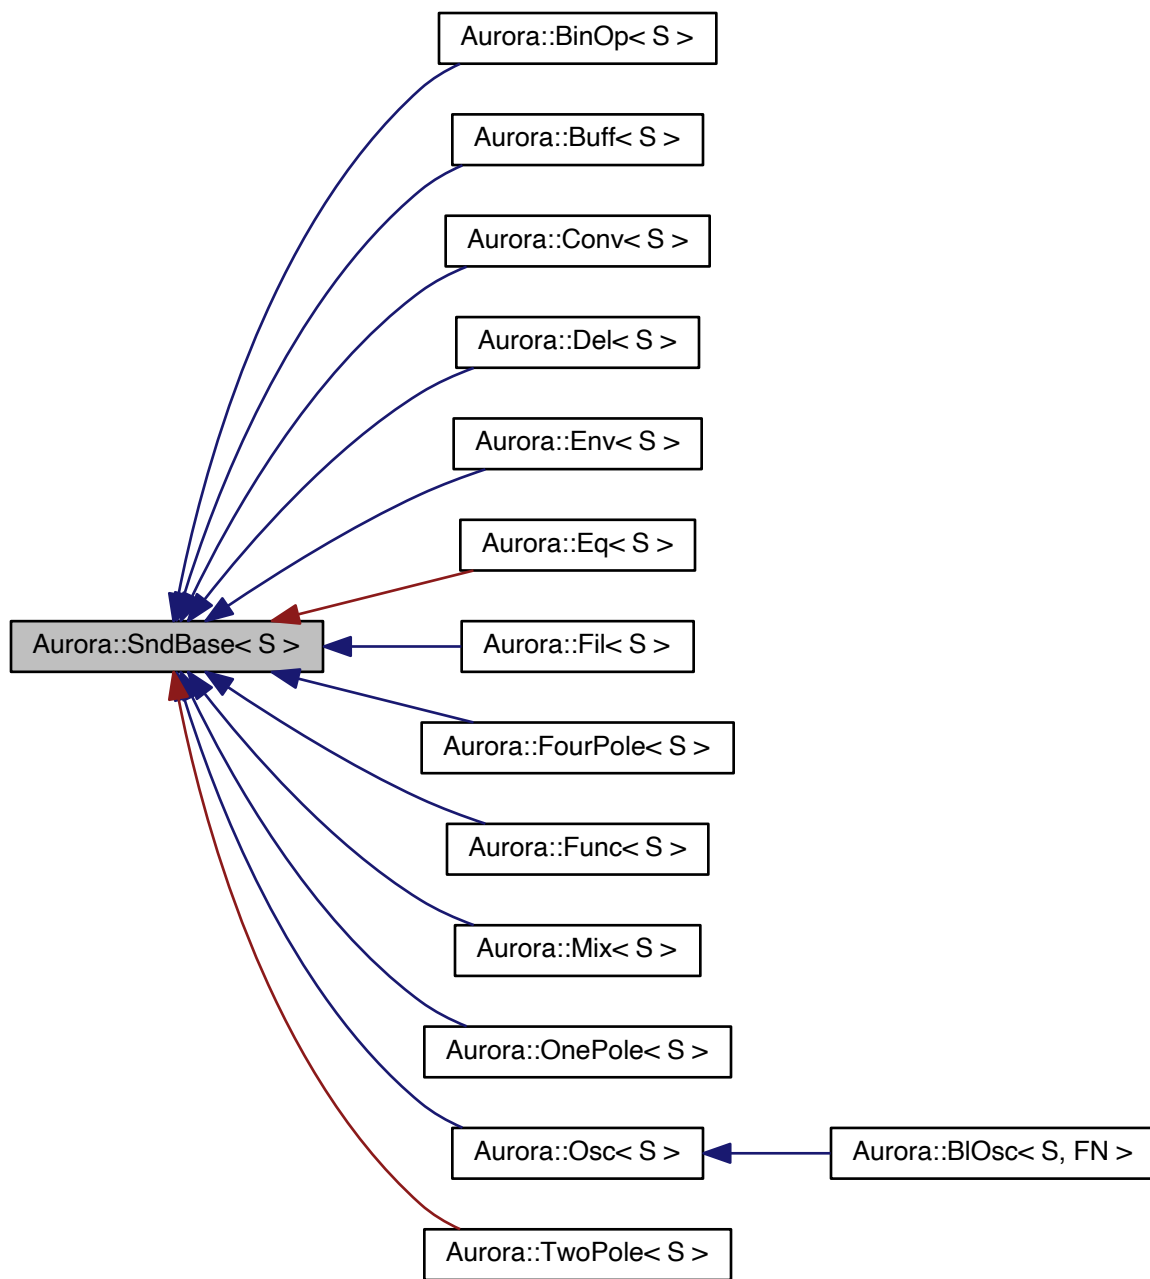 Aurora::BinOp< S >
Aurora::Buff< S >
Aurora::Conv< S >
Aurora::Del< S >
Aurora::Env< S >
Aurora::Eq< S >
Aurora::SndBase< S >
Aurora::Fil< S >
Aurora::FourPole< S >
Aurora::Func< S >
Aurora::Mix< S >
Aurora::OnePole< S >
Aurora::Osc< S >
Aurora::BlOsc< S, FN >
Aurora::TwoPole< S >